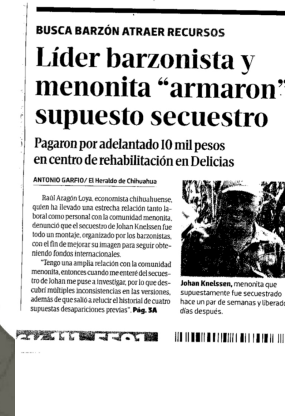 BUSCA BARZÓN ATRAER RECURSOS
Líder barzonista y
menonita “armaron”
supuesto secuestro
Pagaron por adelantado 10 mil pesos
en centro de rehabilitación en Delicias
ANTONIO GARFIO/ El Heraldo de Chihuahua
Raúl Aragón Loya, economista chihuahuense,
quien ha llevado una estrecha relación tanto la-
boral como personal con la comunidad menonita,
denunció que el secuestro de Johan Knelssen fue
todo un montaje, organizado por los barzonistas,
con el fin de mejorar su imagen para seguir obte-
niendo fondos internacionales.
"Tengo una amplia relación con la comunidad
menonita, entonces cuando me enteré del secues-
tro de Johan me puse a investigar, por lo que des-
cubrí múltiples inconsistencias en las versiones,
además de que salió a relucir el historial de cuatro
supuestas desapariciones previas". Pág. 3A
Johan Knelssen, menonita que
supuestamente fue secuestrado
hace un par de semanas y liberado
días después.